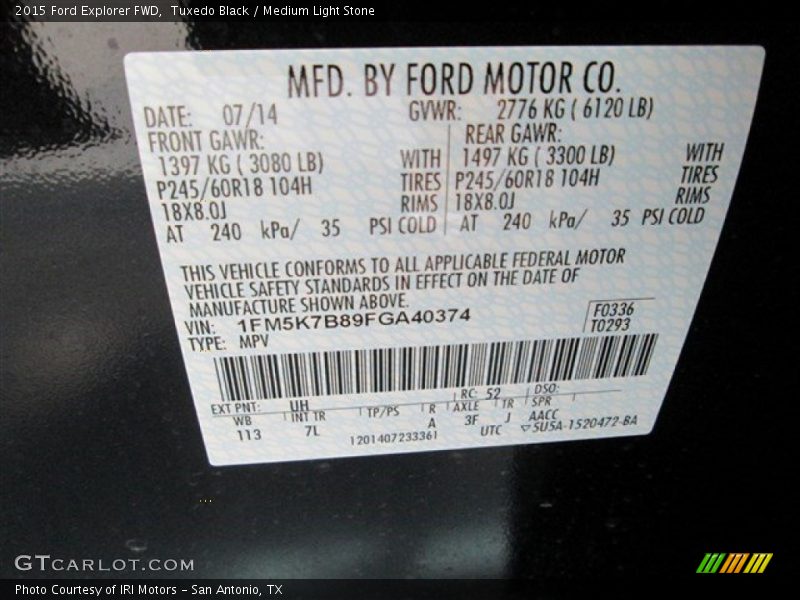 2015 Ford Explorer FWD, Tuxedo Black / Medium Light Stone
MFD. BY FORD MOTOR CO.
DATE: 07/14 GVWR: 2776 KG ( 6120 LB)
FRONT GAWR: REAR GAWR:
1397 KG ( 3080 LB) WITH 1497 KG ( 3300 LB) WITH
P245/60R18 104H TIRES P245/60R18 104H TIRES
18X8.0J RIMS 18X8.0J RIMS
AT 240 kPa/ 35 PSI COLD AT 240 kPa/ 35 PSI COLD
THIS VEHICLE CONFORMS TO ALL APPLICABLE FEDERAL MOTOR
VEHICLE SAFETY STANDARDS IN EFFECT ON THE DATE OF
MANUFACTURE SHOWN ABOVE.
VIN: 1FM5K7B89FGA40374 F0336
TYPE: MPV T0293
EXT PNT: UH RC: 52 DSO:
WB INT TR TP/PS R AXLE TR SPR
113 7L A 3F J AACC
1201407233361 UTC ▽5U5A-1520472-BA
GTCARLOT.COM
Photo Courtesy of IRI Motors – San Antonio, TX